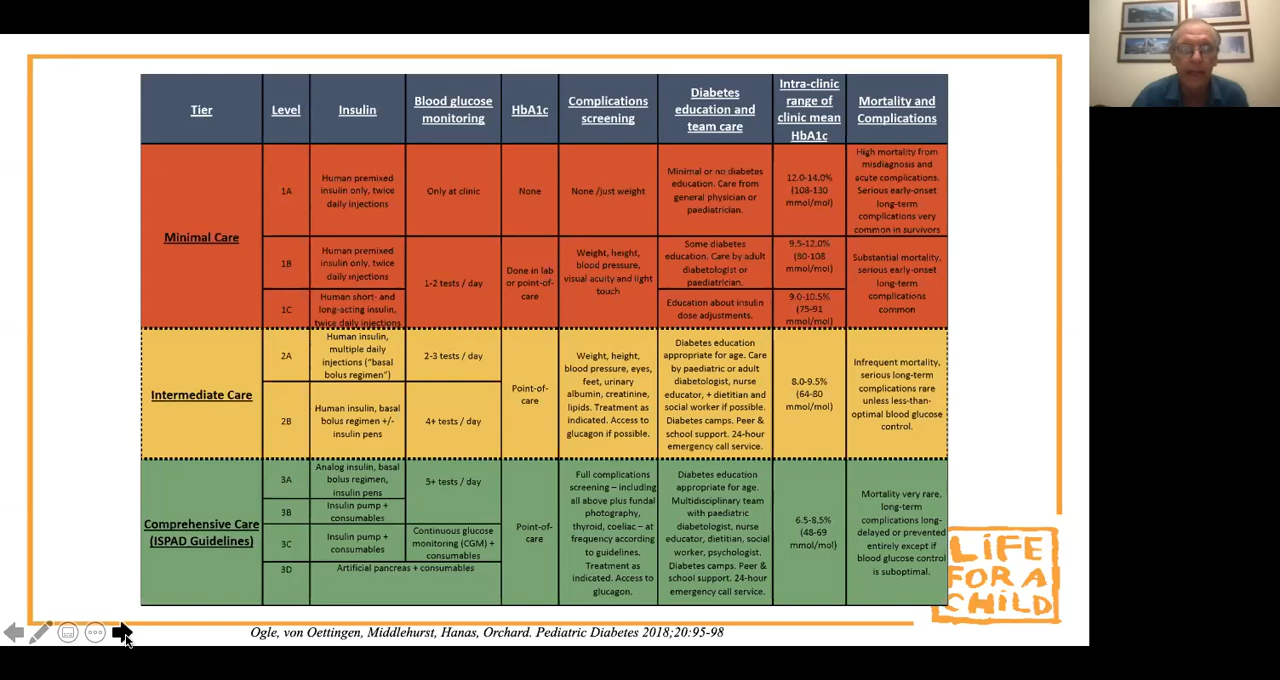 Tier
Level
Insulin
Blood glucose
monitoring
HbA1c
Complications
screening
Diabetes
education and
team care
Intra-clinic
range of
clinic mean
HbA1c
Mortality and
Complications
Minimal Care
1A
Human premixed
insulin only, twice
daily injections
Only at clinic
None
None /just weight
Minimal or no diabetes
education. Care from
general physician or
paediatrician.
12.0-14.0%
(108-130
mmol/mol)
High mortality from
misdiagnosis and
acute complications.
Serious early-onset
long-term
complications very
common in survivors
1B
Human premixed
insulin only, twice
daily injections
1-2 tests / day
Done in lab
or point-of-
care
Weight, height,
blood pressure,
visual acuity and light
touch
Some diabetes
education. Care by adult
diabetologist or
paediatrician.
9.5-12.0%
(80-108
mmol/mol)
Substantial mortality,
serious early-onset
long-term
complications
common
1C
Human short- and
long-acting insulin,
twice daily injections
Education about insulin
dose adjustments.
9.0-10.5%
(75-91
mmol/mol)
Intermediate Care
2A
Human insulin,
multiple daily
injections ("basal
bolus regimen")
2-3 tests / day
Point-of-
care
Weight, height,
blood pressure, eyes,
feet, urinary
albumin, creatinine,
lipids. Treatment as
indicated. Access to
glucagon if possible.
Diabetes education
appropriate for age. Care
by paediatric or adult
diabetologist, nurse
educator, + dietitian and
social worker if possible.
Diabetes camps. Peer &
school support. 24-hour
emergency call service.
8.0-9.5%
(64-80
mmol/mol)
Infrequent mortality,
serious long-term
complications rare
unless less-than-
optimal blood glucose
control.
2B
Human insulin, basal
bolus regimen +/-
insulin pens
4+ tests / day
Comprehensive Care
(ISPAD Guidelines)
3A
Analog insulin, basal
bolus regimen,
insulin pens
5+ tests / day
Point-of-
care
Full complications
screening – including
all above plus fundal
photography,
thyroid, coeliac – at
frequency according
to guidelines.
Treatment as
indicated. Access to
glucagon.
Diabetes education
appropriate for age.
Multidisciplinary team
with paediatric
diabetologist, nurse
educator, dietitian, social
worker, psychologist.
Diabetes camps. Peer &
school support. 24-hour
emergency call service.
6.5-8.5%
(48-69
mmol/mol)
Mortality very rare,
long-term
complications long-
delayed or prevented
entirely except if
blood glucose control
is suboptimal.
3B
Insulin pump +
consumables
3C
Insulin pump +
consumables
Continuous glucose
monitoring (CGM) +
consumables
3D
Artificial pancreas + consumables
LIFE
FOR A
CHILD
Ogle, von Oettingen, Middlehurst, Hanas, Orchard. Pediatric Diabetes 2018;20:95-98